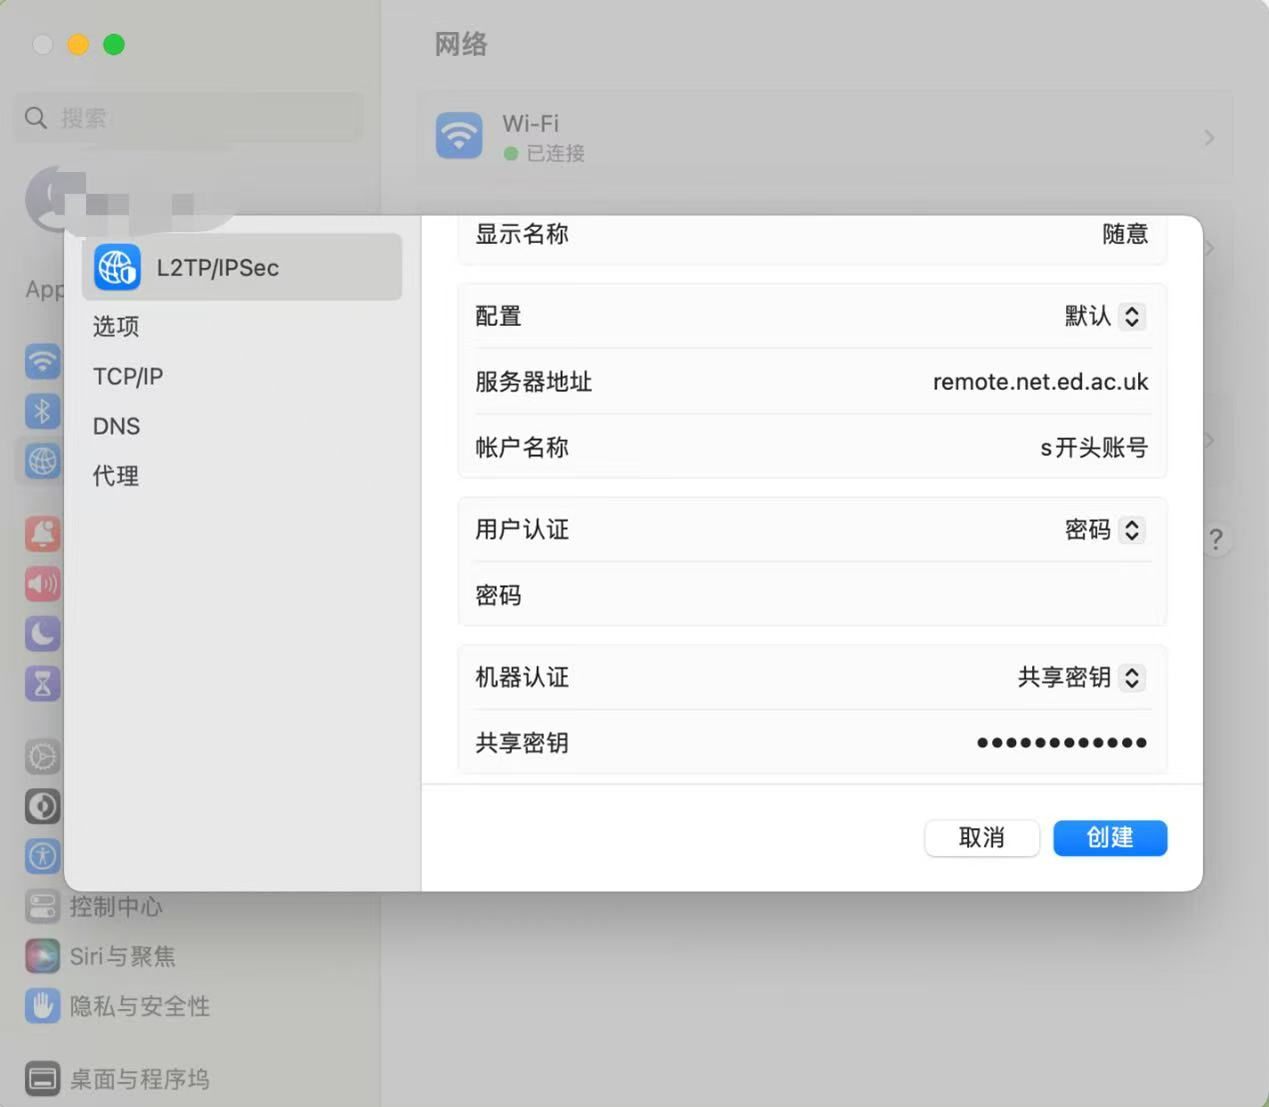 网络
搜索
Wi-Fi
已连接
App
L2TP/IPSec
选项
TCP/IP
DNS
代理
显示名称 随意
配置 默认
服务器地址 remote.net.ed.ac.uk
帐户名称 s开头账号
用户认证 密码
密码
机器认证 共享密钥
共享密钥 ••••••••••••
?
取消 创建
控制中心
Siri与聚焦
隐私与安全性
桌面与程序坞